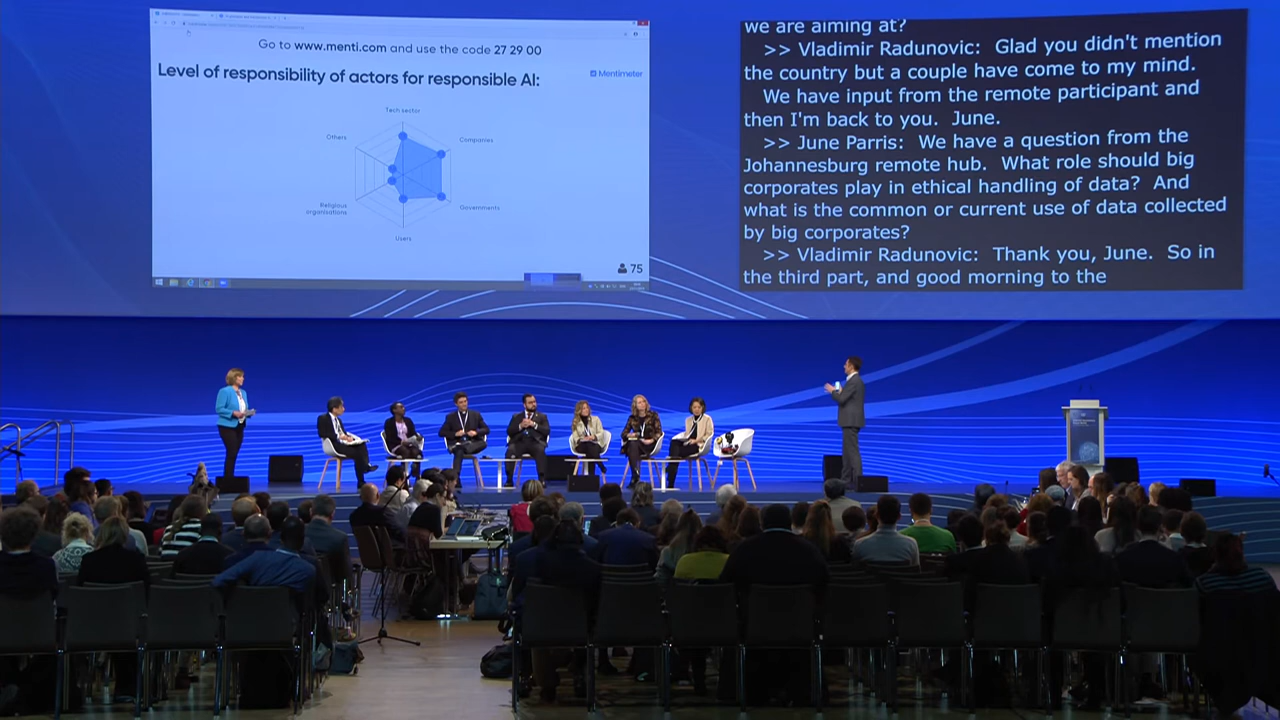 Go to www.menti.com and use the code 27 29 00
Level of responsibility of actors for responsible AI:
Mentimeter
Tech sector
Others
Companies
Religious
organisations
Governments
Users
75
we are aiming at?
>> Vladimir Radunovic: Glad you didn't mention
the country but a couple have come to my mind.
We have input from the remote participant and
then I'm back to you. June.
>> June Parris: We have a question from the
Johannesburg remote hub. What role should big
corporates play in ethical handling of data? And
what is the common or current use of data collected
by big corporates?
>> Vladimir Radunovic: Thank you, June. So in
the third part, and good morning to the